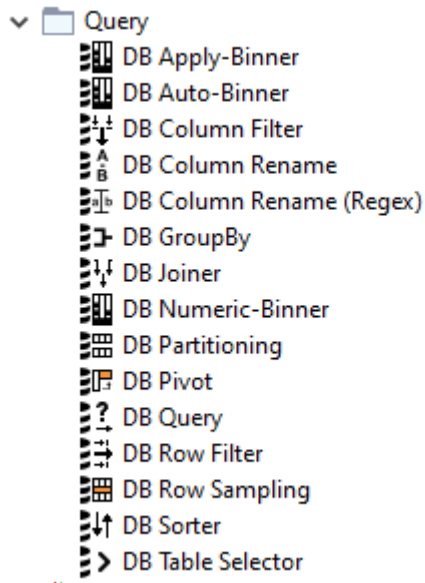 Query
DB Apply-Binner
DB Auto-Binner
DB Column Filter
DB Column Rename
DB Column Rename (Regex)
DB GroupBy
DB Joiner
DB Numeric-Binner
DB Partitioning
DB Pivot
DB Query
DB Row Filter
DB Row Sampling
DB Sorter
DB Table Selector